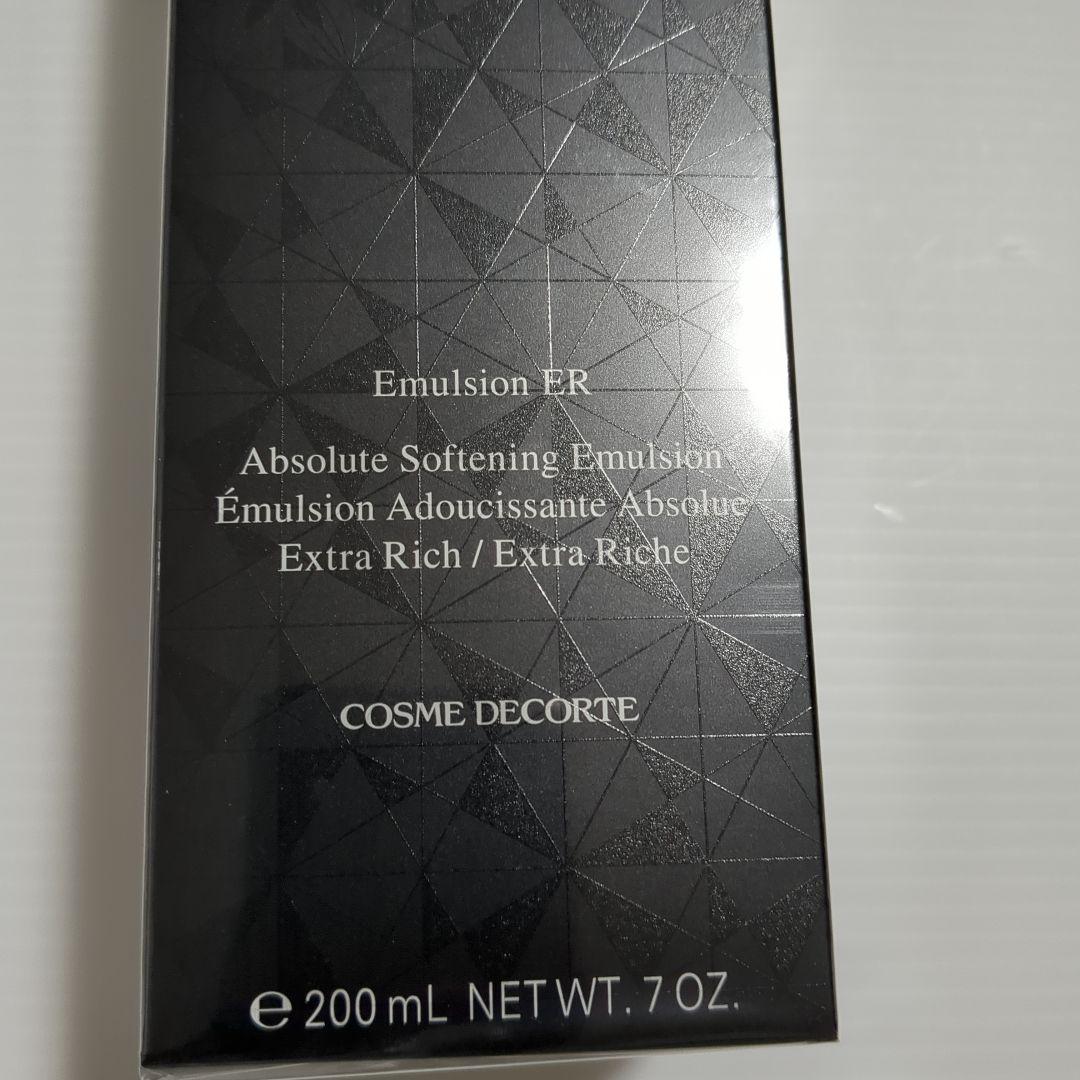 Emulsion ER
Absolute Softening Emulsion
Émulsion Adoucissante Absolue
Extra Rich / Extra Riche
COSME DECORTE
℮ 200 mL NET WT. 7 OZ.